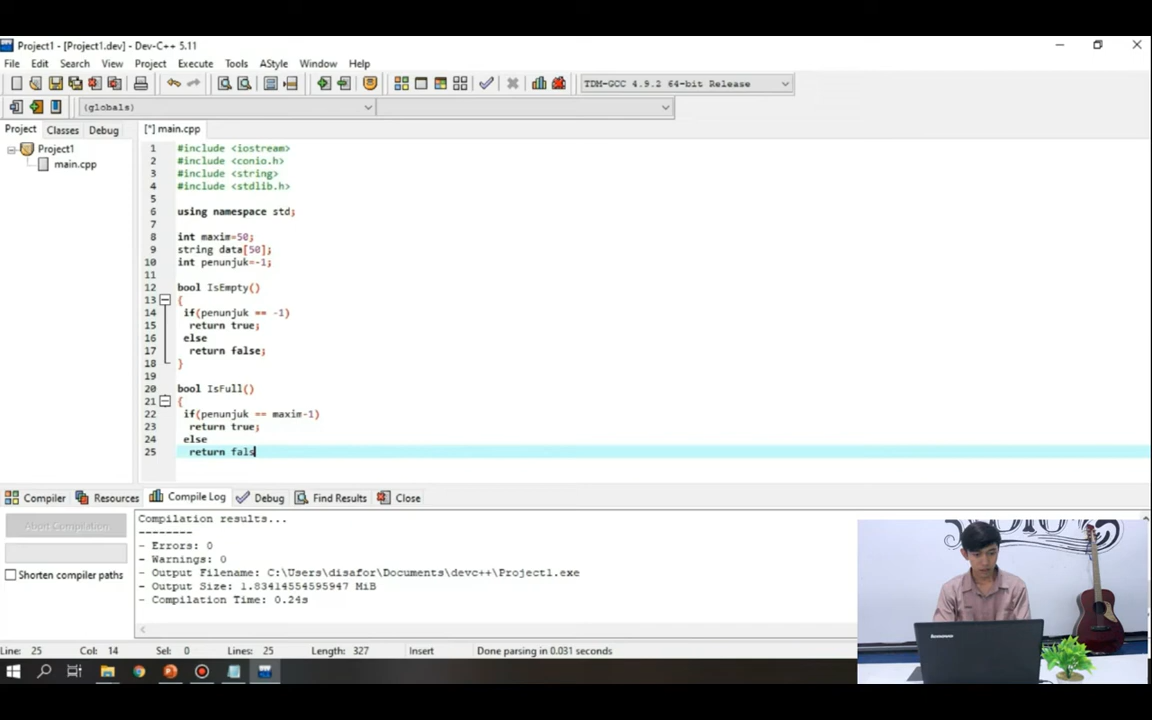 Project1 - [Project1.dev] - Dev-C++ 5.11
File Edit Search View Project Execute Tools AStyle Window Help
TDM-GCC 4.9.2 64-bit Release
(globals)
Project Classes Debug
[*] main.cpp
Project1
main.cpp
1 #include <iostream>
2 #include <conio.h>
3 #include <string>
4 #include <stdlib.h>
5
6 using namespace std;
7
8 int maxim=50;
9 string data[50];
10 int penunjuk=-1;
11
12 bool IsEmpty()
13 {
14 if(penunjuk == -1)
15 return true;
16 else
17 return false;
18 }
19
20 bool IsFull()
21 {
22 if(penunjuk == maxim-1)
23 return true;
24 else
25 return fals
Compiler Resources Compile Log Debug Find Results Close
Abort Compilation
Shorten compiler paths
Compilation results...
--------
- Errors: 0
- Warnings: 0
- Output Filename: C:\Users\disafor\Documents\devc++\Project1.exe
- Output Size: 1.83414554595947 MiB
- Compilation Time: 0.24s
Line: 25 Col: 14 Sel: 0 Lines: 25 Length: 327 Insert Done parsing in 0.031 seconds
lenovo